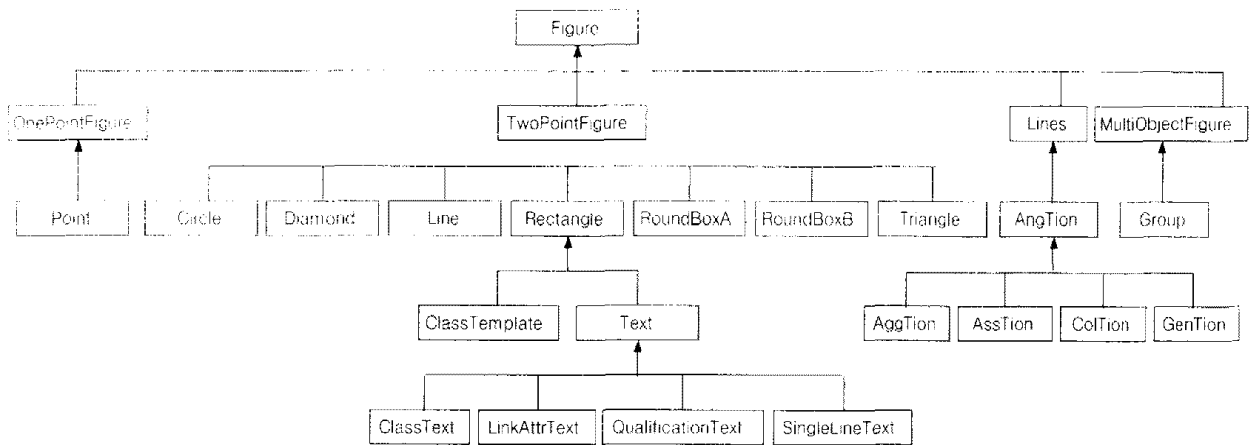 Figure
OnePointFigure
TwoPointFigure
Lines
MultiObjectFigure
Point
Circle
Diamond
Line
Rectangle
RoundBoxA
RoundBoxB
Triangle
AngTion
Group
ClassTemplate
Text
AggTion
AssTion
ColTion
GenTion
ClassText
LinkAttrText
QualificationText
SingleLineText